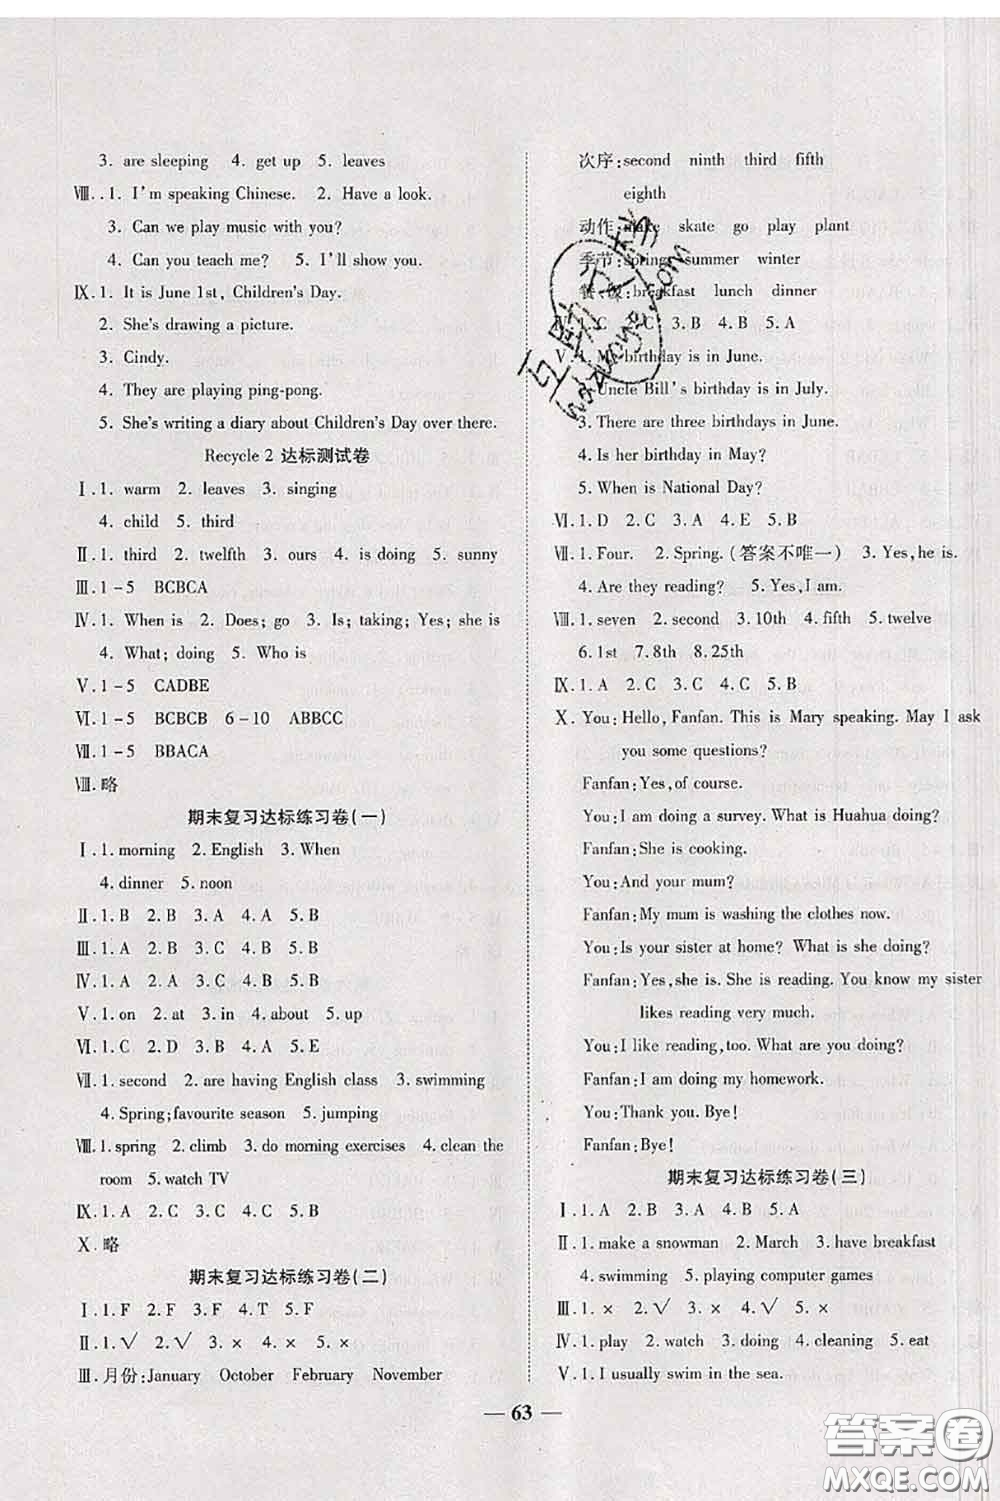 3. are sleeping 4. get up 5. leaves
Ⅷ. 1. I'm speaking Chinese. 2. Have a look.
3. Can we play music with you?
4. Can you teach me? 5. I'll show you.
Ⅸ. 1. It is June 1st, Children's Day.
2. She's drawing a picture.
3. Cindy.
4. They are playing ping-pong.
5. She's writing a diary about Children's Day over there.
Recycle 2 达标测试卷
Ⅰ. 1. warm 2. leaves 3. singing
4. child 5. third
Ⅱ. 1. third 2. twelfth 3. ours 4. is doing 5. sunny
Ⅲ. 1-5 BCBCA
Ⅳ. 1. When is 2. Does; go 3. Is; taking; Yes; she is
4. What; doing 5. Who is
Ⅴ. 1-5 CADBE
Ⅵ. 1-5 BCBCB 6-10 ABBCC
Ⅶ. 1-5 BBACA
Ⅷ. 略
期末复习达标练习卷(一)
Ⅰ. 1. morning 2. English 3. When
4. dinner 5. noon
Ⅱ. 1. B 2. B 3. A 4. A 5. B
Ⅲ. 1. A 2. B 3. C 4. C 5. B
Ⅳ. 1. A 2. B 3. C 4. A 5. B
Ⅴ. 1. on 2. at 3. in 4. about 5. up
Ⅵ. 1. C 2. D 3. A 4. B 5. E
Ⅶ. 1. second 2. are having English class 3. swimming
4. Spring; favourite season 5. jumping
Ⅷ. 1. spring 2. climb 3. do morning exercises 4. clean the
room 5. watch TV
Ⅸ. 1. A 2. C 3. C 4. A 5. B
Ⅹ. 略
期末复习达标练习卷(二)
Ⅰ. 1. F 2. F 3. F 4. T 5. F
Ⅱ. 1. √ 2. √ 3. × 4. × 5. √
Ⅲ. 月份: January October February November
次序: second ninth third fifth
eighth
动作: make skate go play plant
季节: spring summer winter
餐饭: breakfast lunch dinner
Ⅳ. 1. C 2. C 3. B 4. B 5. A
Ⅴ. 1. My birthday is in June.
2. Uncle Bill's birthday is in July.
3. There are three birthdays in June.
4. Is her birthday in May?
5. When is National Day?
Ⅵ. 1. D 2. C 3. A 4. E 5. B
Ⅶ. 1. Four. 2. Spring. (答案不唯一) 3. Yes, he is.
4. Are they reading? 5. Yes, I am.
Ⅷ. 1. seven 2. second 3. 10th 4. fifth 5. twelve
6. 1st 7. 8th 8. 25th
Ⅸ. 1. A 2. C 3. C 4. B 5. A
Ⅹ. You: Hello, Fanfan. This is Mary speaking. May I ask
you some questions?
Fanfan: Yes, of course.
You: I am doing a survey. What is Huahua doing?
Fanfan: She is cooking.
You: And your mum?
Fanfan: My mum is washing the clothes now.
You: Is your sister at home? What is she doing?
Fanfan: Yes, she is. She is reading. You know my sister
likes reading very much.
You: I like reading, too. What are you doing?
Fanfan: I am doing my homework.
You: Thank you. Bye!
Fanfan: Bye!
期末复习达标练习卷(三)
Ⅰ. 1. A 2. B 3. C 4. B 5. A
Ⅱ. 1. make a snowman 2. March 3. have breakfast
4. swimming 5. playing computer games
Ⅲ. 1. × 2. √ 3. × 4. √ 5. ×
Ⅳ. 1. play 2. watch 3. doing 4. cleaning 5. eat
Ⅴ. 1. I usually swim in the sea.
— 63 —
答案圈
MXQE.COM